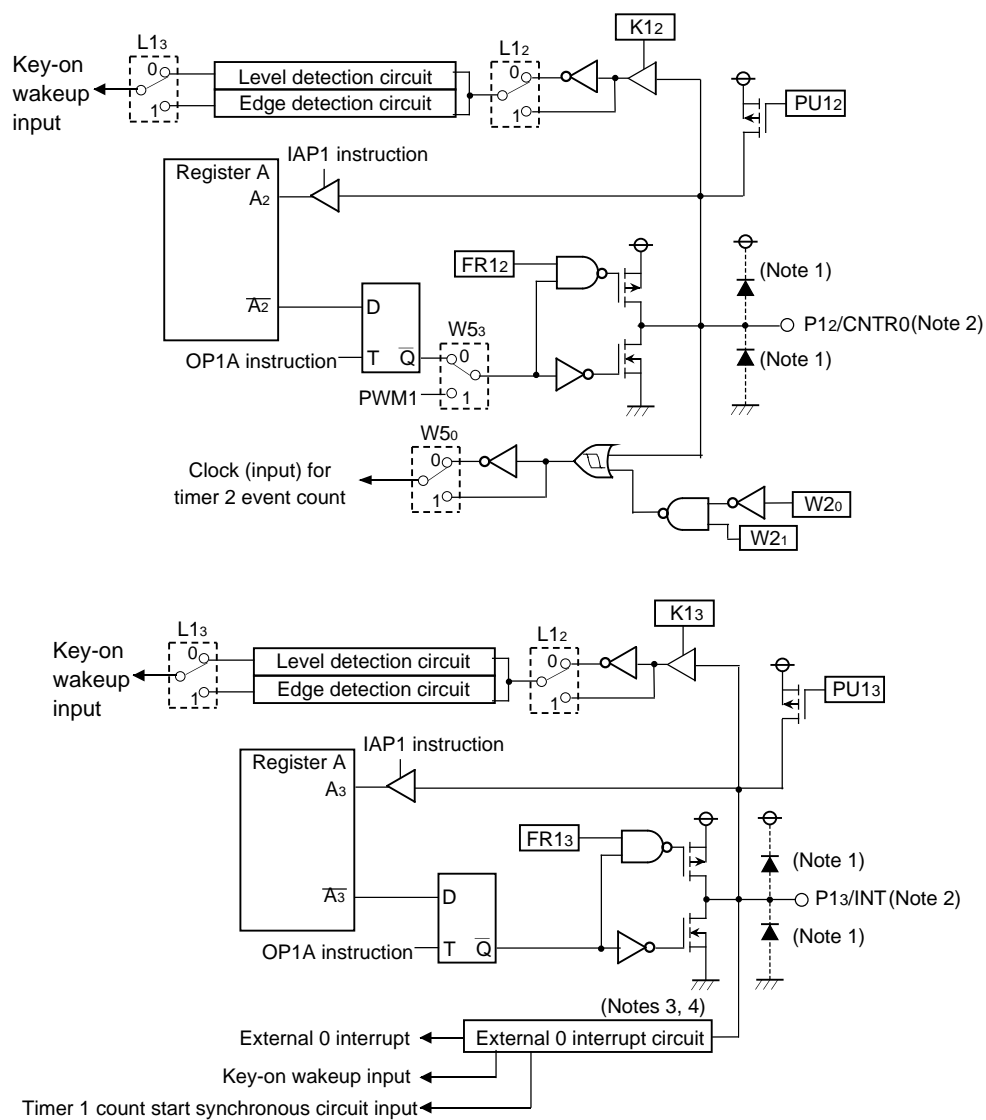 K12
L13
L12
Key-on
wakeup
input
0
1
Level detection circuit
Edge detection circuit
0
1
PU12
IAP1 instruction
Register A
A2
A2
FR12
(Note 1)
P12/CNTR0(Note 2)
(Note 1)
D
T
Q
OP1A instruction
W53
0
1
PWM1
W50
0
1
Clock (input) for
timer 2 event count
W20
W21
K13
L13
L12
Key-on
wakeup
input
0
1
Level detection circuit
Edge detection circuit
0
1
PU13
IAP1 instruction
Register A
A3
A3
FR13
(Note 1)
P13/INT(Note 2)
(Note 1)
D
T
Q
OP1A instruction
(Notes 3, 4)
External 0 interrupt
External 0 interrupt circuit
Key-on wakeup input
Timer 1 count start synchronous circuit input